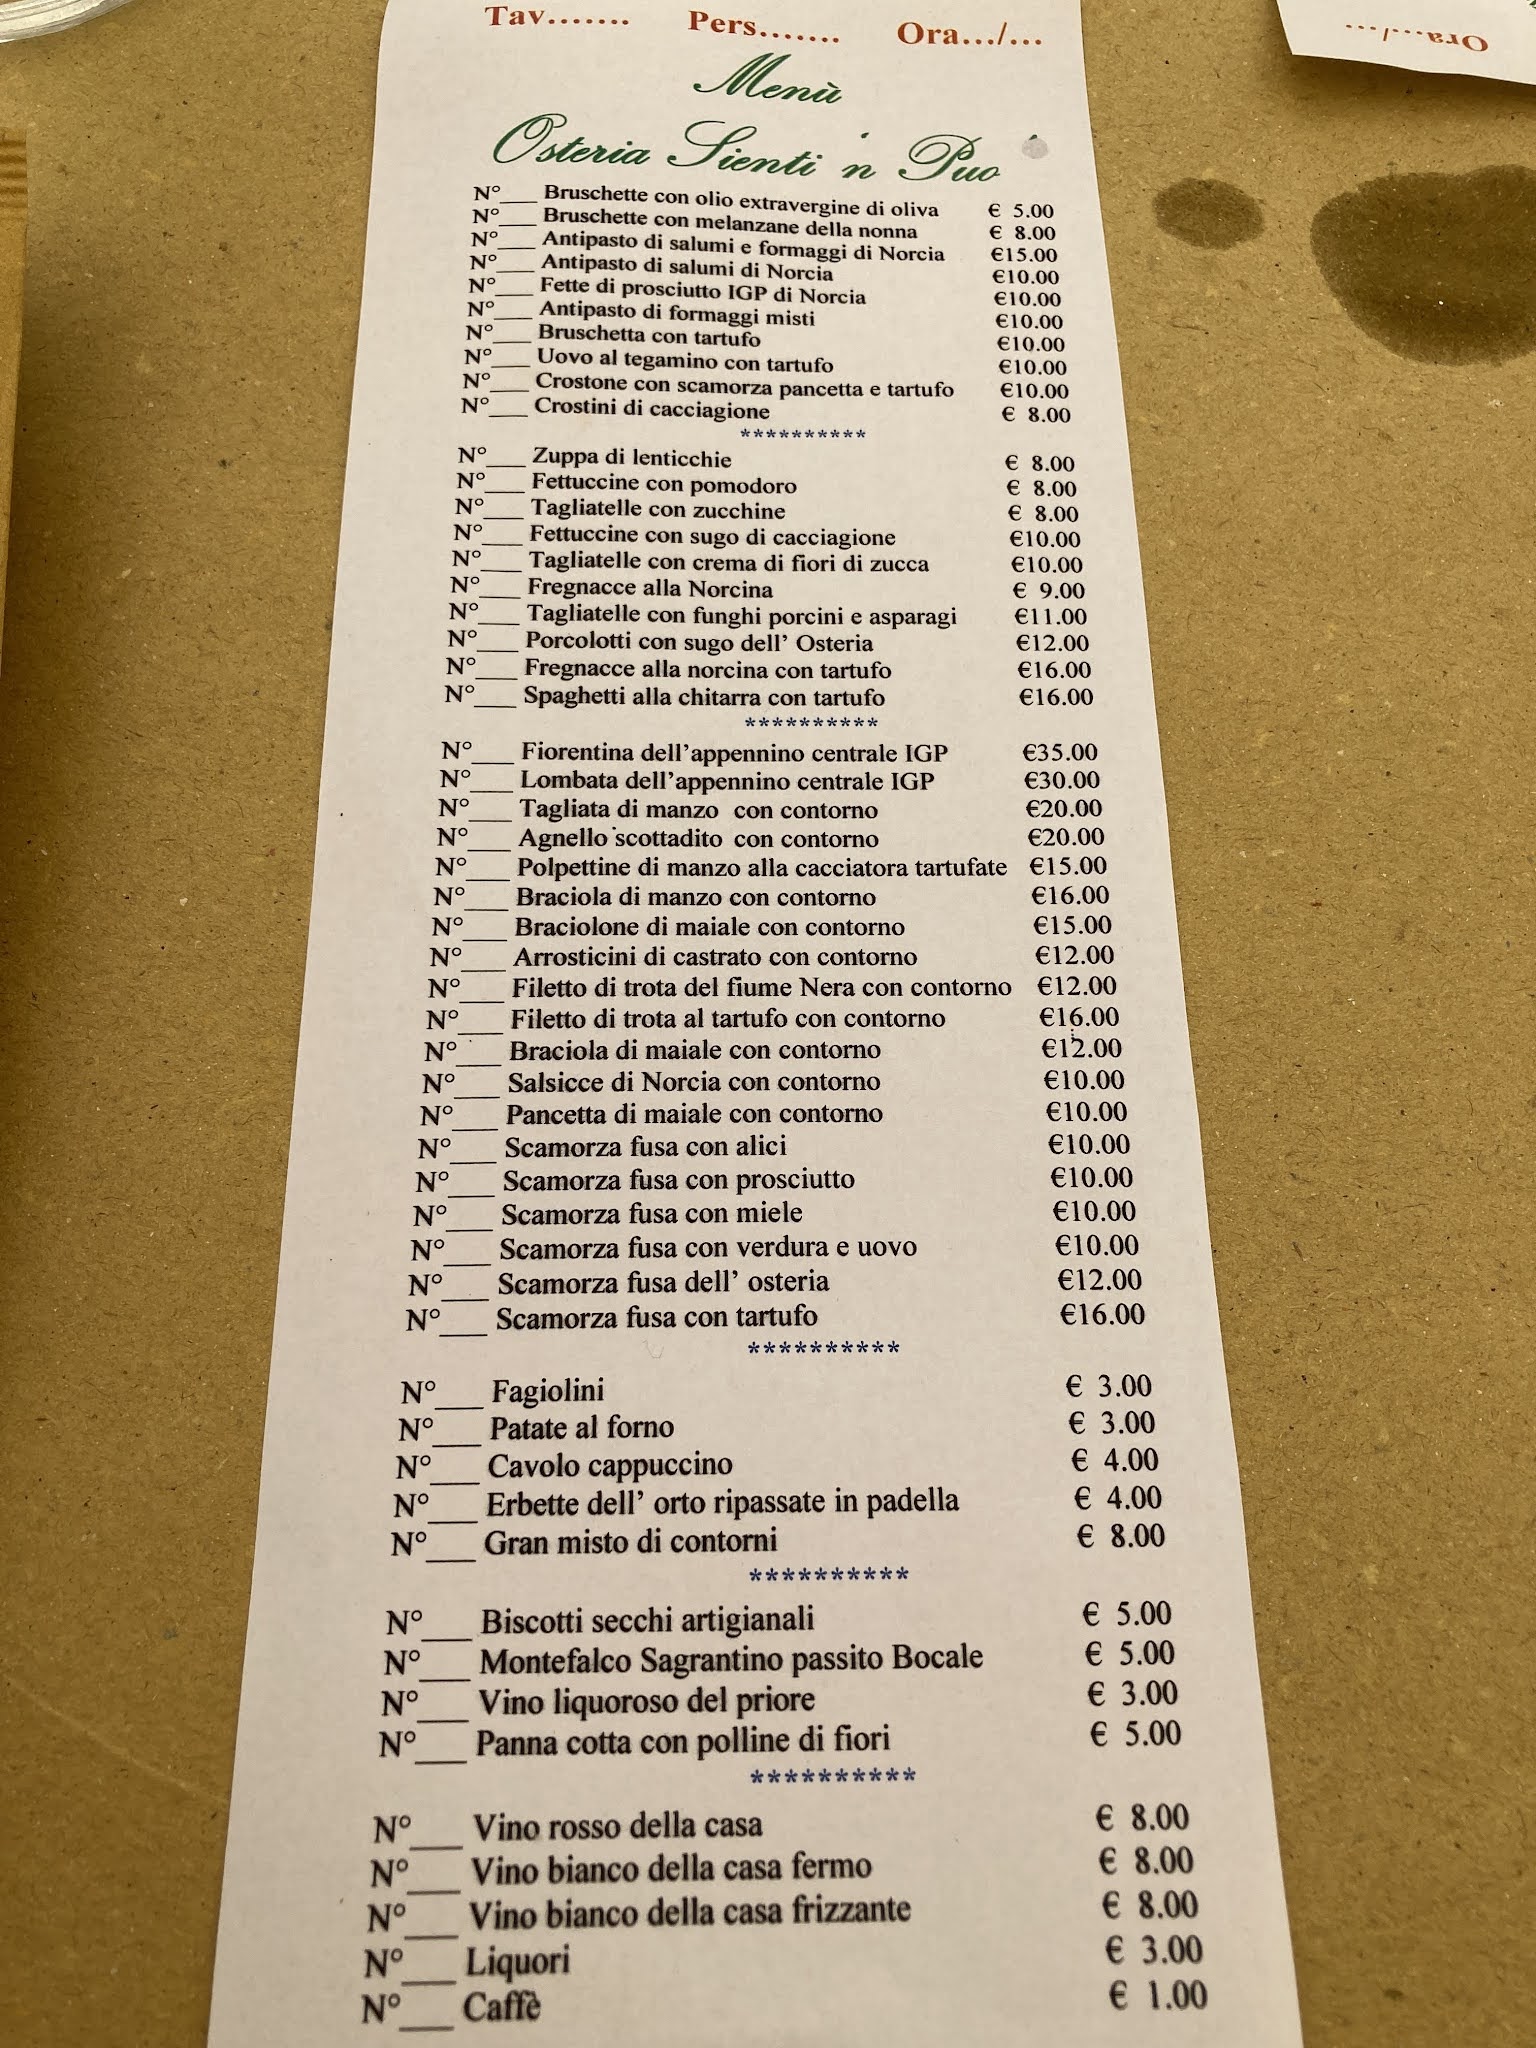 Tav....... Pers....... Ora.../...
Ora.../...
Menù
Osteria Sienti 'n Puo'
N°___ Bruschette con olio extravergine di oliva € 5.00
N°___ Bruschette con melanzane della nonna € 8.00
N°___ Antipasto di salumi e formaggi di Norcia €15.00
N°___ Antipasto di salumi di Norcia €10.00
N°___ Fette di prosciutto IGP di Norcia €10.00
N°___ Antipasto di formaggi misti €10.00
N°___ Bruschetta con tartufo €10.00
N°___ Uovo al tegamino con tartufo €10.00
N°___ Crostone con scamorza pancetta e tartufo €10.00
N°___ Crostini di cacciagione € 8.00
**********
N°___ Zuppa di lenticchie € 8.00
N°___ Fettuccine con pomodoro € 8.00
N°___ Tagliatelle con zucchine € 8.00
N°___ Fettuccine con sugo di cacciagione €10.00
N°___ Tagliatelle con crema di fiori di zucca €10.00
N°___ Fregnacce alla Norcina € 9.00
N°___ Tagliatelle con funghi porcini e asparagi €11.00
N°___ Porcolotti con sugo dell' Osteria €12.00
N°___ Fregnacce alla norcina con tartufo €16.00
N°___ Spaghetti alla chitarra con tartufo €16.00
**********
N°___ Fiorentina dell'appennino centrale IGP €35.00
N°___ Lombata dell'appennino centrale IGP €30.00
N°___ Tagliata di manzo con contorno €20.00
N°___ Agnello scottadito con contorno €20.00
N°___ Polpettine di manzo alla cacciatora tartufate €15.00
N°___ Braciola di manzo con contorno €16.00
N°___ Braciolone di maiale con contorno €15.00
N°___ Arrosticini di castrato con contorno €12.00
N°___ Filetto di trota del fiume Nera con contorno €12.00
N°___ Filetto di trota al tartufo con contorno €16.00
N°___ Braciola di maiale con contorno €12.00
N°___ Salsicce di Norcia con contorno €10.00
N°___ Pancetta di maiale con contorno €10.00
N°___ Scamorza fusa con alici €10.00
N°___ Scamorza fusa con prosciutto €10.00
N°___ Scamorza fusa con miele €10.00
N°___ Scamorza fusa con verdura e uovo €10.00
N°___ Scamorza fusa dell' osteria €12.00
N°___ Scamorza fusa con tartufo €16.00
**********
N°___ Fagiolini € 3.00
N°___ Patate al forno € 3.00
N°___ Cavolo cappuccino € 4.00
N°___ Erbette dell' orto ripassate in padella € 4.00
N°___ Gran misto di contorni € 8.00
**********
N°___ Biscotti secchi artigianali € 5.00
N°___ Montefalco Sagrantino passito Bocale € 5.00
N°___ Vino liquoroso del priore € 3.00
N°___ Panna cotta con polline di fiori € 5.00
**********
N°___ Vino rosso della casa € 8.00
N°___ Vino bianco della casa fermo € 8.00
N°___ Vino bianco della casa frizzante € 8.00
N°___ Liquori € 3.00
N°___ Caffè € 1.00